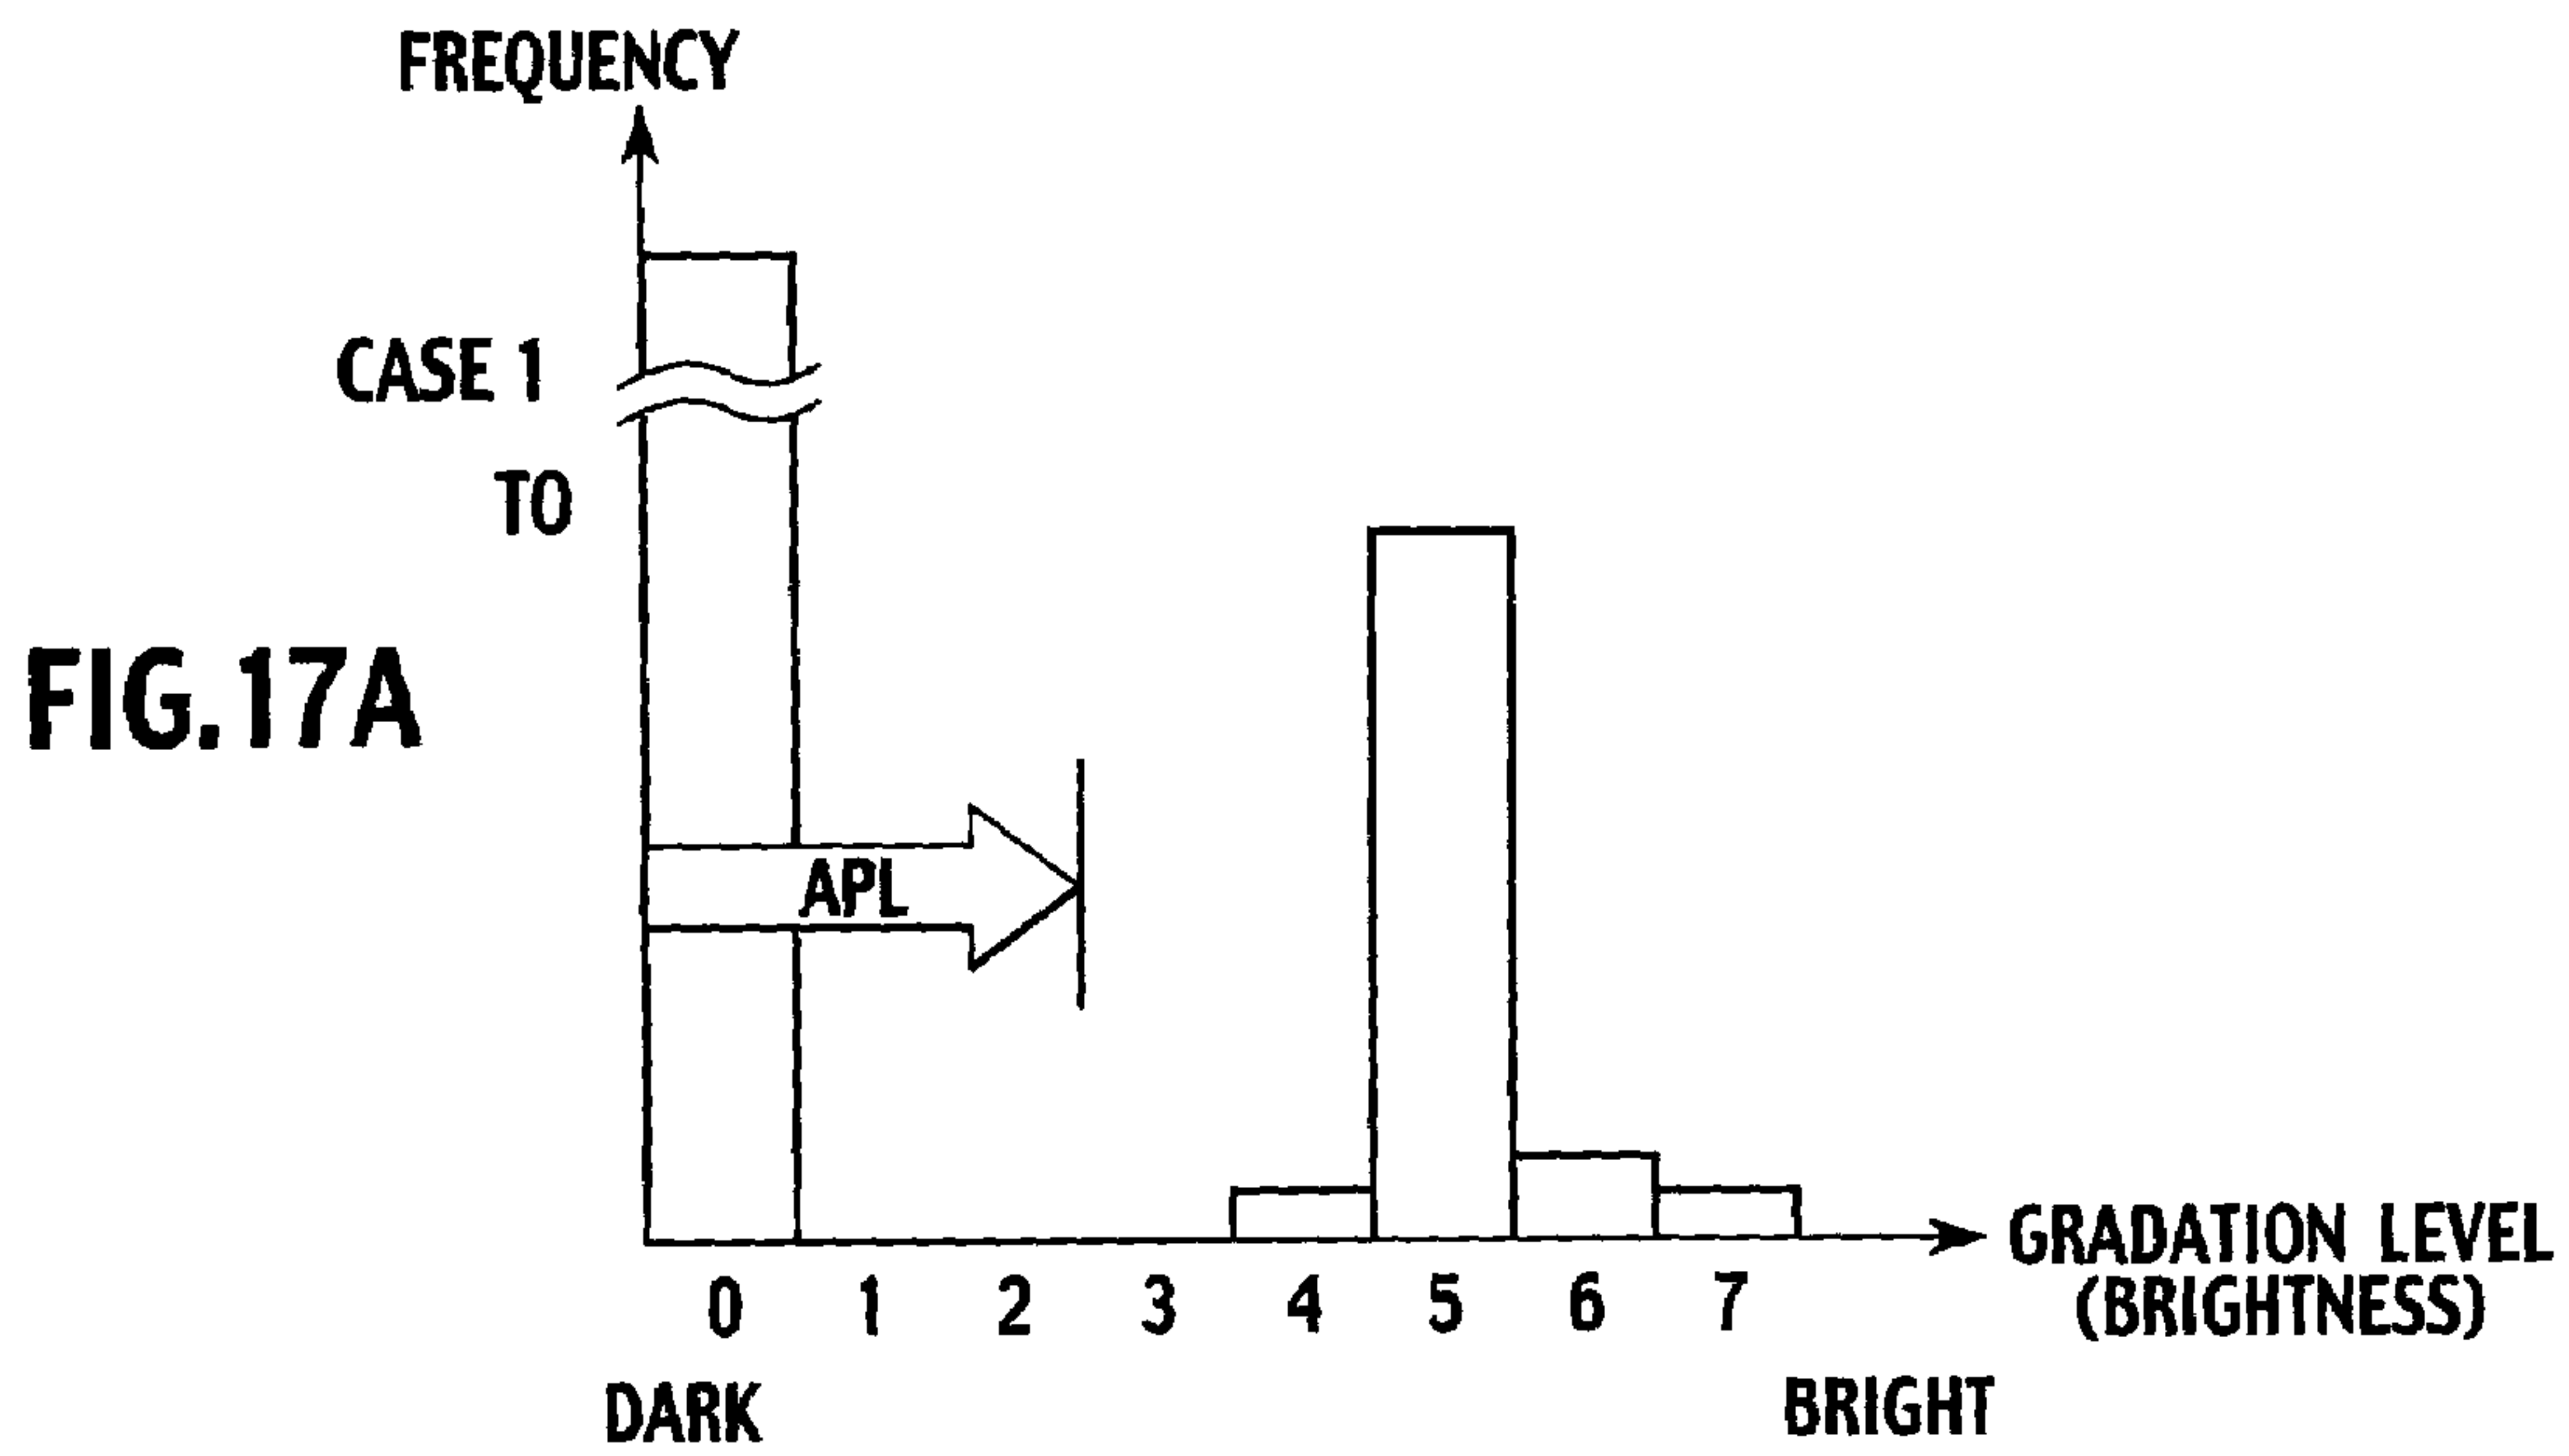 FREQUENCY
CASE 1
TO
FIG.17A
APL
0 1 2 3 4 5 6 7
GRADATION LEVEL
(BRIGHTNESS)
DARK
BRIGHT